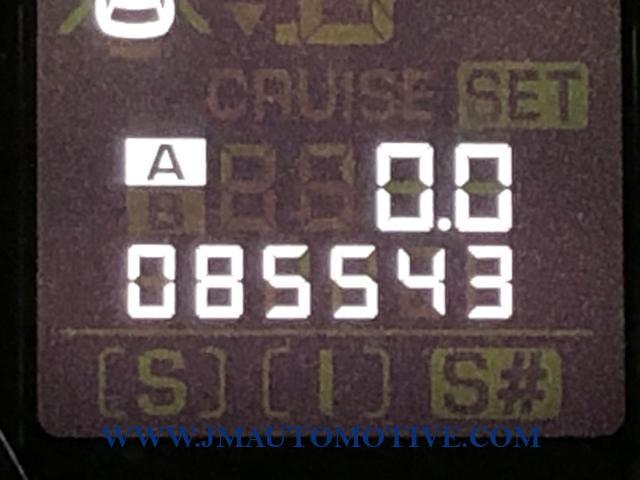 CRUISE SET
A 0.0
B
085543
[S] [I] S#
WWW.JMAUTOMOTIVE.COM